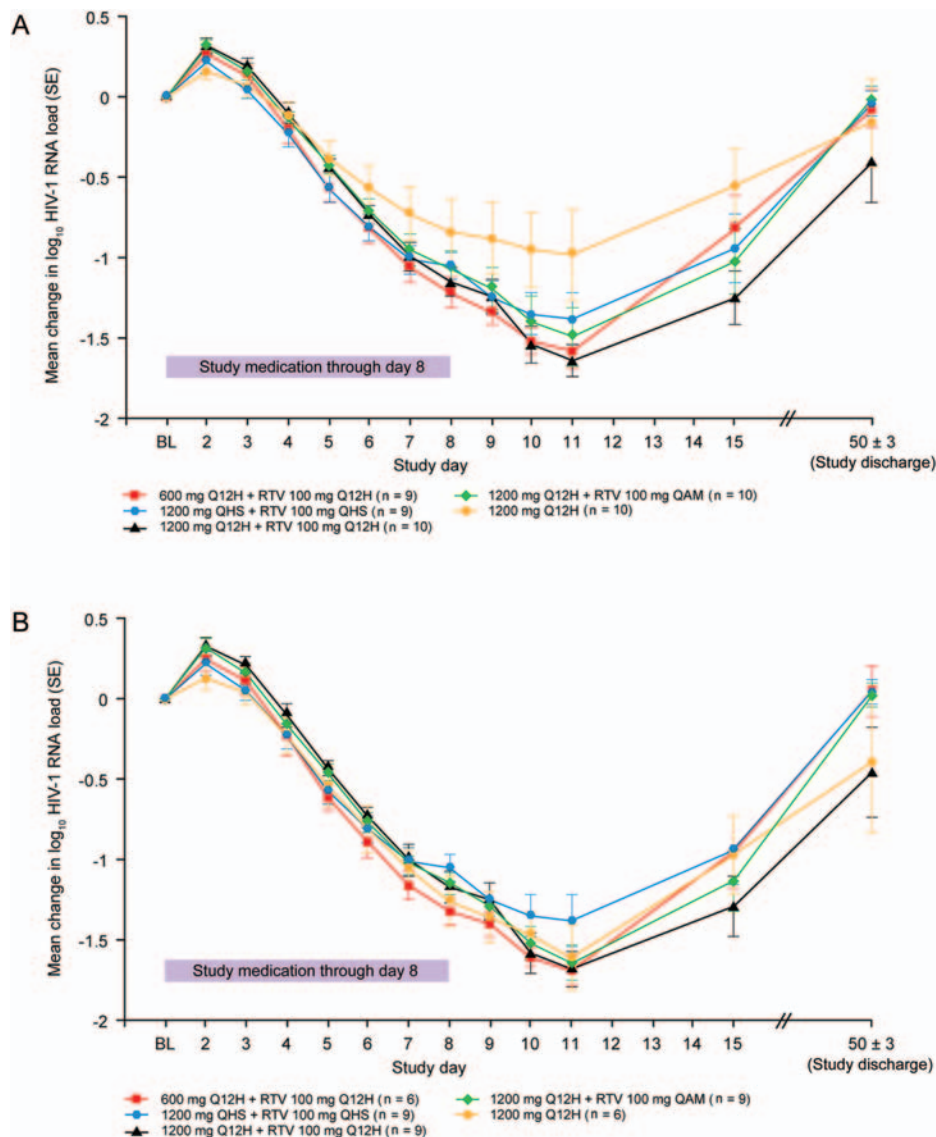 A
Mean change in log10 HIV-1 RNA load (SE)
0.5
0
-0.5
-1
-1.5
-2
Study medication through day 8
BL 2 3 4 5 6 7 8 9 10 11 12 13 14 15 50 ± 3
(Study discharge)
Study day
600 mg Q12H + RTV 100 mg Q12H (n = 9)
1200 mg QHS + RTV 100 mg QHS (n = 9)
1200 mg Q12H + RTV 100 mg Q12H (n = 10)
1200 mg Q12H + RTV 100 mg QAM (n = 10)
1200 mg Q12H (n = 10)
B
Mean change in log10 HIV-1 RNA load (SE)
0.5
0
-0.5
-1
-1.5
-2
Study medication through day 8
BL 2 3 4 5 6 7 8 9 10 11 12 13 14 15 50 ± 3
(Study discharge)
Study day
600 mg Q12H + RTV 100 mg Q12H (n = 6)
1200 mg QHS + RTV 100 mg QHS (n = 9)
1200 mg Q12H + RTV 100 mg Q12H (n = 9)
1200 mg Q12H + RTV 100 mg QAM (n = 9)
1200 mg Q12H (n = 6)